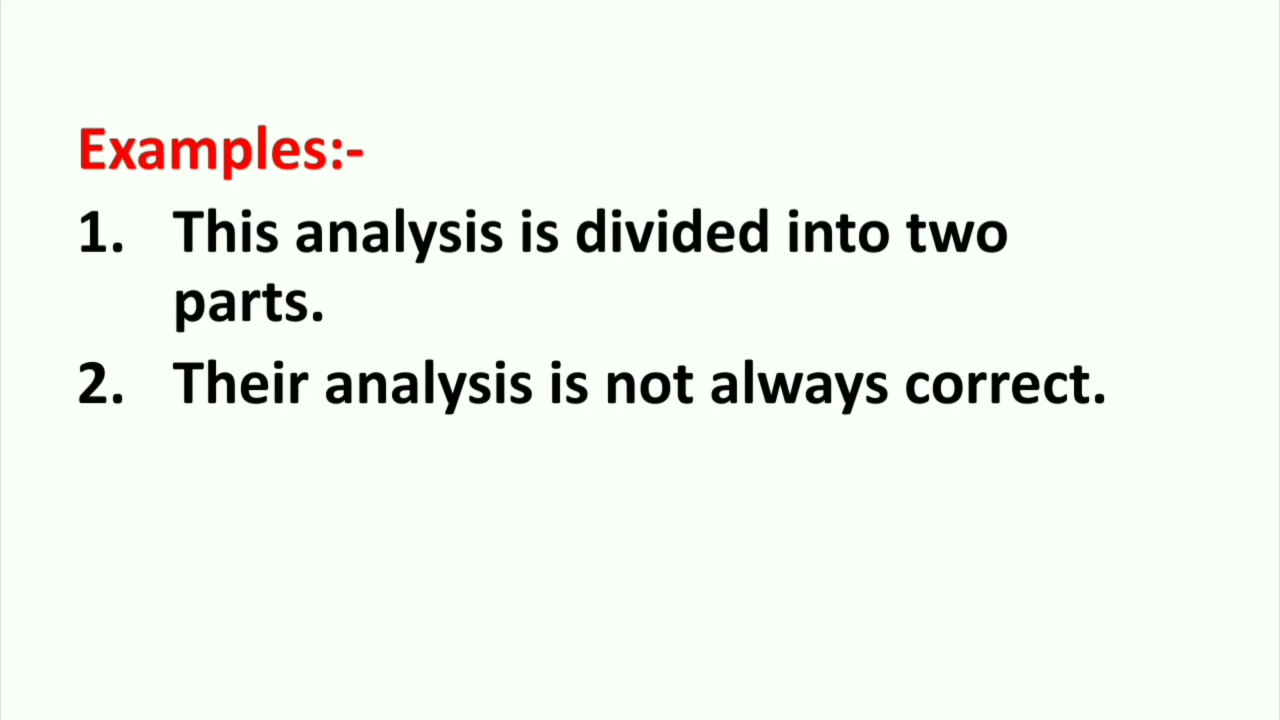 Examples:-
1. This analysis is divided into two
parts.
2. Their analysis is not always correct.